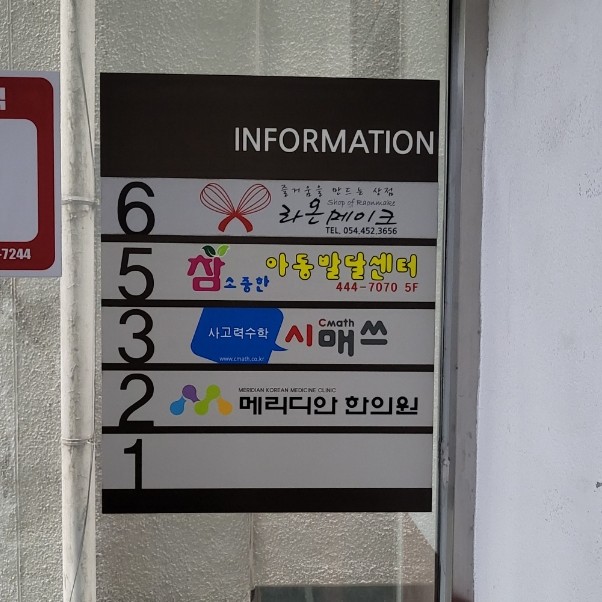 INFORMATION
6
즐거움을 만드는 상점
Shop of Raonmake
라온메이크
TEL. 054.452.3656
5
참소중한 아동발달센터
444-7070 5F
3
사고력수학
www.cmath.co.kr
Cmath
시매쓰
2
MERIDIAN KOREAN MEDICINE CLINIC
메리디안 한의원
1
-7244